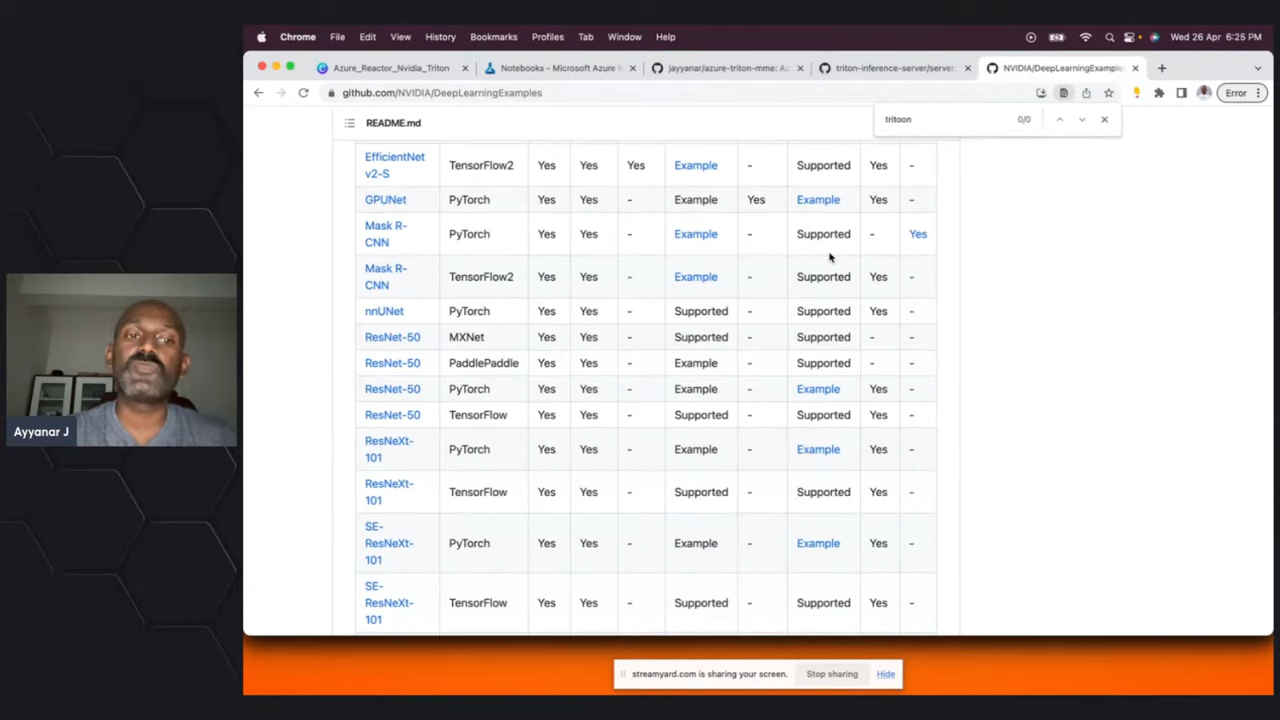 Chrome File Edit View History Bookmarks Profiles Tab Window Help Wed 26 Apr 6:25 PM
Azure_Reactor_Nvidia_Triton Notebooks - Microsoft Azure jayyanar/azure-triton-mme: A triton-inference-server/server: NVIDIA/DeepLearningExamples
github.com/NVIDIA/DeepLearningExamples Error
README.md
tritoon 0/0
EfficientNet v2-S TensorFlow2 Yes Yes Yes Example - Supported Yes -
GPUNet PyTorch Yes Yes - Example Yes Example Yes -
Mask R-CNN PyTorch Yes Yes - Example - Supported - Yes
Mask R-CNN TensorFlow2 Yes Yes - Example - Supported Yes -
nnUNet PyTorch Yes Yes - Supported - Supported Yes -
ResNet-50 MXNet Yes Yes - Supported - Supported - -
ResNet-50 PaddlePaddle Yes Yes - Example - Supported - -
ResNet-50 PyTorch Yes Yes - Example - Example Yes -
ResNet-50 TensorFlow Yes Yes - Supported - Supported Yes -
ResNeXt-101 PyTorch Yes Yes - Example - Example Yes -
ResNeXt-101 TensorFlow Yes Yes - Supported - Supported Yes -
SE-ResNeXt-101 PyTorch Yes Yes - Example - Example Yes -
SE-ResNeXt-101 TensorFlow Yes Yes - Supported - Supported Yes -
Ayyanar J
streamyard.com is sharing your screen. Stop sharing Hide